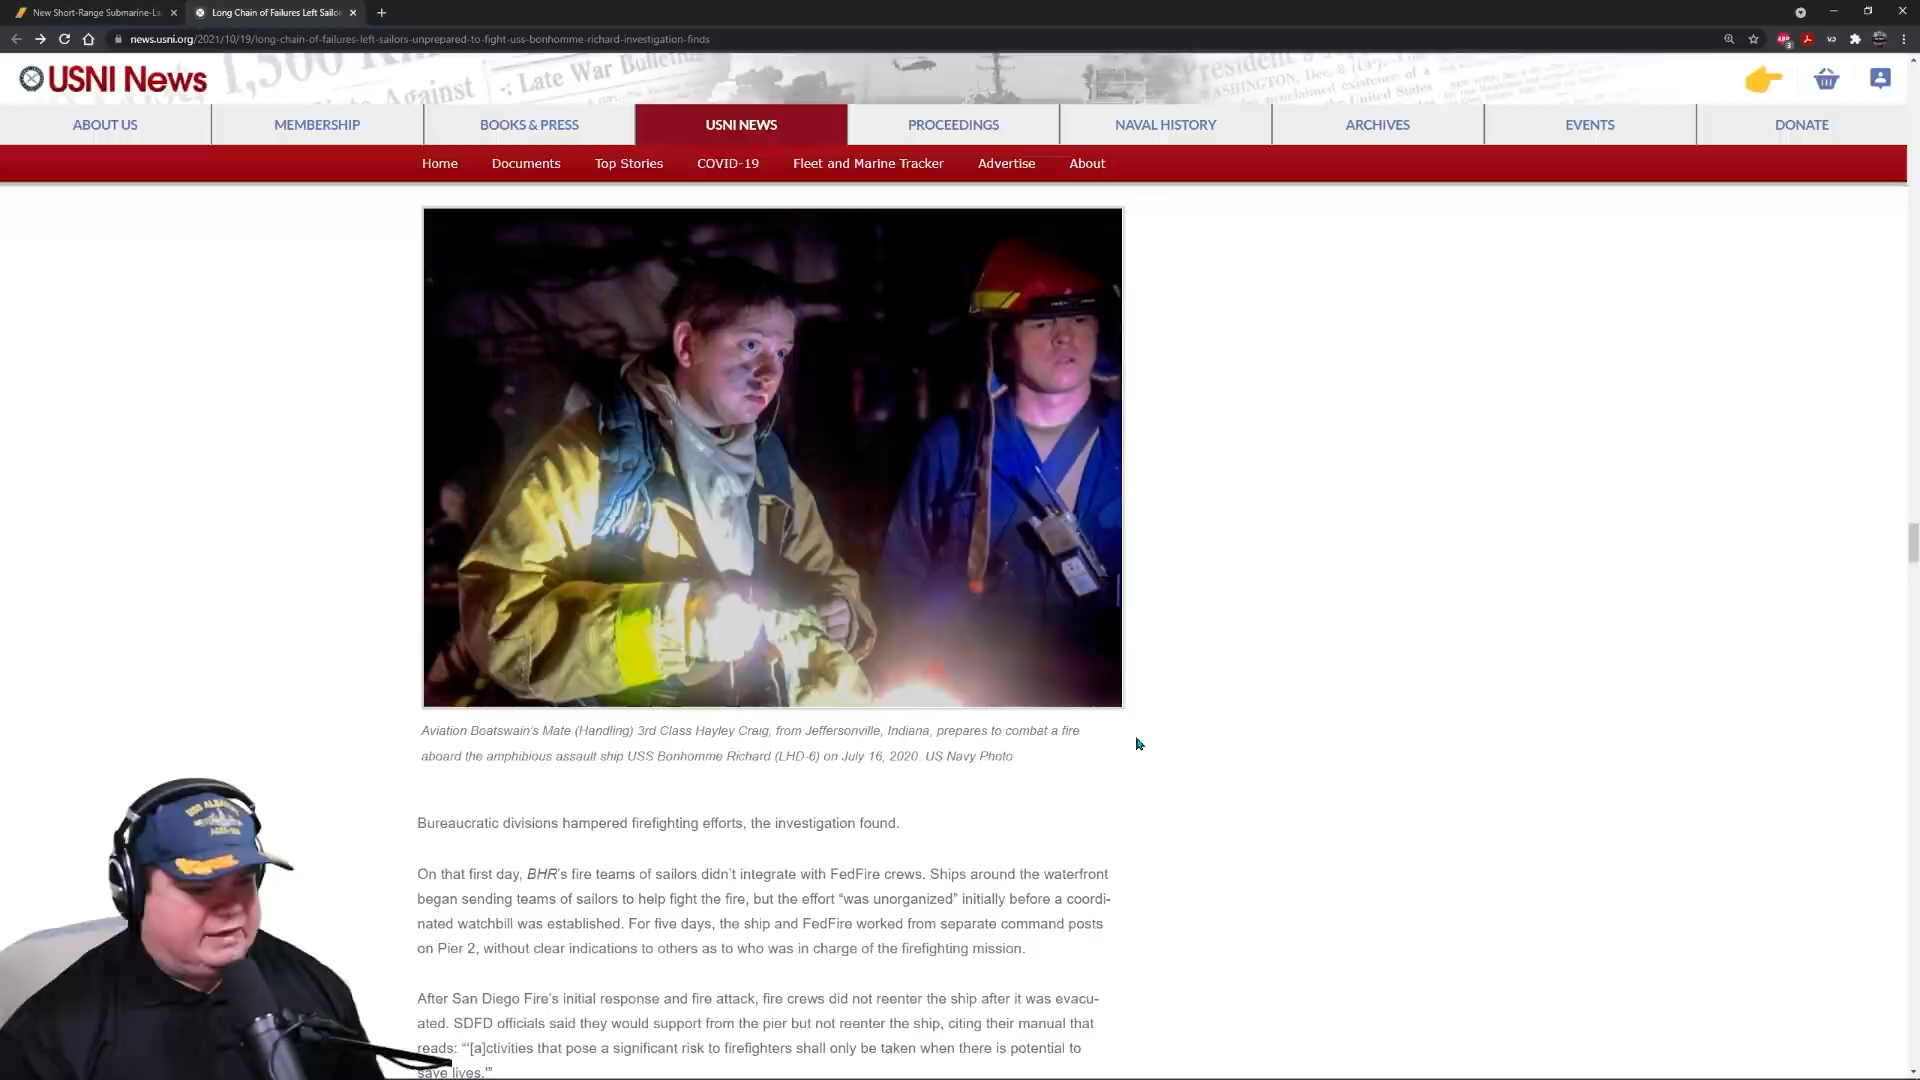 New Short-Range Submarine-La
Long Chain of Failures Left Sailo
news.usni.org/2021/10/19/long-chain-of-failures-left-sailors-unprepared-to-fight-uss-bonhomme-richard-investigation-finds
USNI News
1,500
Against
Late War Bulletin
President's
ABOUT US
MEMBERSHIP
BOOKS & PRESS
USNI NEWS
PROCEEDINGS
NAVAL HISTORY
ARCHIVES
EVENTS
DONATE
Home
Documents
Top Stories
COVID-19
Fleet and Marine Tracker
Advertise
About
Aviation Boatswain's Mate (Handling) 3rd Class Hayley Craig, from Jeffersonville, Indiana, prepares to combat a fire
aboard the amphibious assault ship USS Bonhomme Richard (LHD-6) on July 16, 2020. US Navy Photo
Bureaucratic divisions hampered firefighting efforts, the investigation found.
On that first day, BHR's fire teams of sailors didn't integrate with FedFire crews. Ships around the waterfront
began sending teams of sailors to help fight the fire, but the effort “was unorganized” initially before a coordi-
nated watchbill was established. For five days, the ship and FedFire worked from separate command posts
on Pier 2, without clear indications to others as to who was in charge of the firefighting mission.
After San Diego Fire's initial response and fire attack, fire crews did not reenter the ship after it was evacu-
ated. SDFD officials said they would support from the pier but not reenter the ship, citing their manual that
reads: “‘[a]ctivities that pose a significant risk to firefighters shall only be taken when there is potential to
save lives.’”